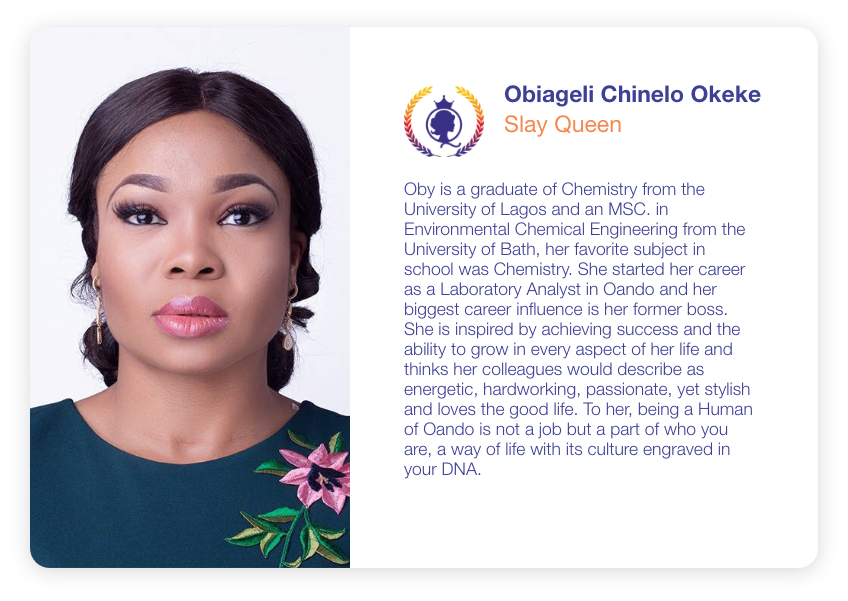 Obiageli Chinelo Okeke
Slay Queen
Oby is a graduate of Chemistry from the
University of Lagos and an MSC. in
Environmental Chemical Engineering from the
University of Bath, her favorite subject in
school was Chemistry. She started her career
as a Laboratory Analyst in Oando and her
biggest career influence is her former boss.
She is inspired by achieving success and the
ability to grow in every aspect of her life and
thinks her colleagues would describe as
energetic, hardworking, passionate, yet stylish
and loves the good life. To her, being a Human
of Oando is not a job but a part of who you
are, a way of life with its culture engraved in
your DNA.